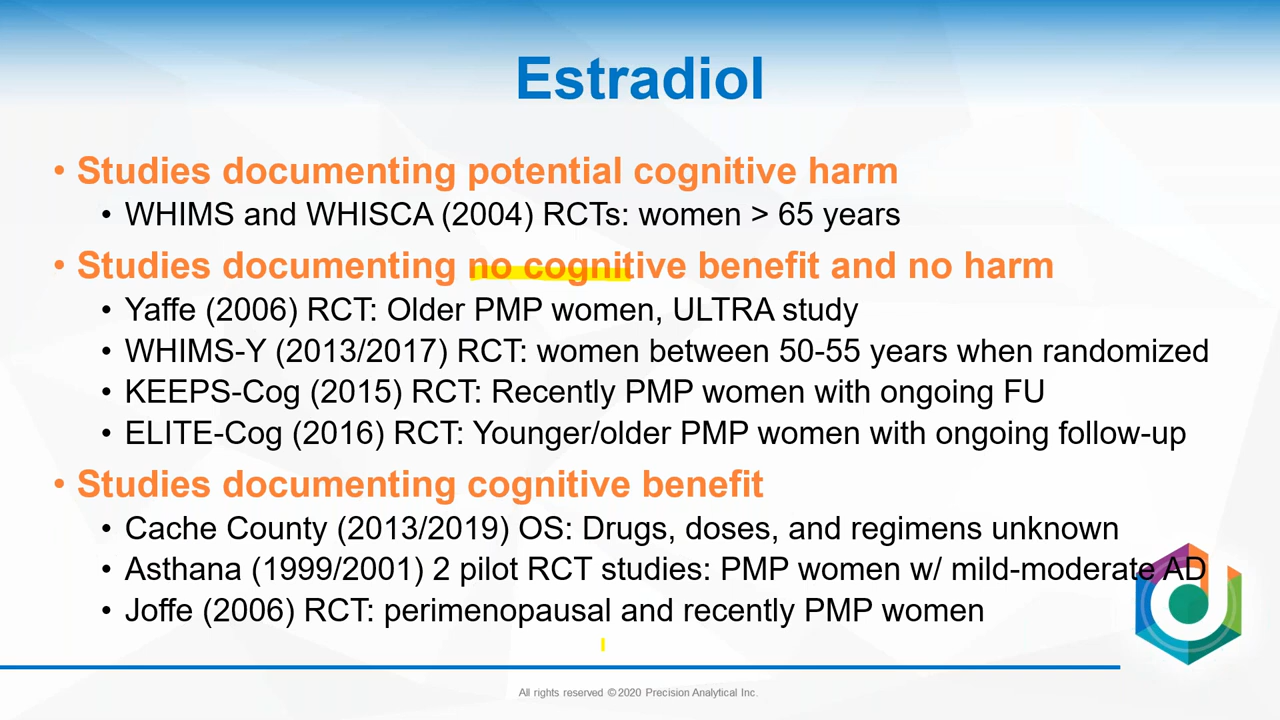 Estradiol
• Studies documenting potential cognitive harm
• WHIMS and WHISCA (2004) RCTs: women > 65 years
• Studies documenting no cognitive benefit and no harm
• Yaffe (2006) RCT: Older PMP women, ULTRA study
• WHIMS-Y (2013/2017) RCT: women between 50-55 years when randomized
• KEEPS-Cog (2015) RCT: Recently PMP women with ongoing FU
• ELITE-Cog (2016) RCT: Younger/older PMP women with ongoing follow-up
• Studies documenting cognitive benefit
• Cache County (2013/2019) OS: Drugs, doses, and regimens unknown
• Asthana (1999/2001) 2 pilot RCT studies: PMP women w/ mild-moderate AD
• Joffe (2006) RCT: perimenopausal and recently PMP women
All rights reserved ©2020 Precision Analytical Inc.